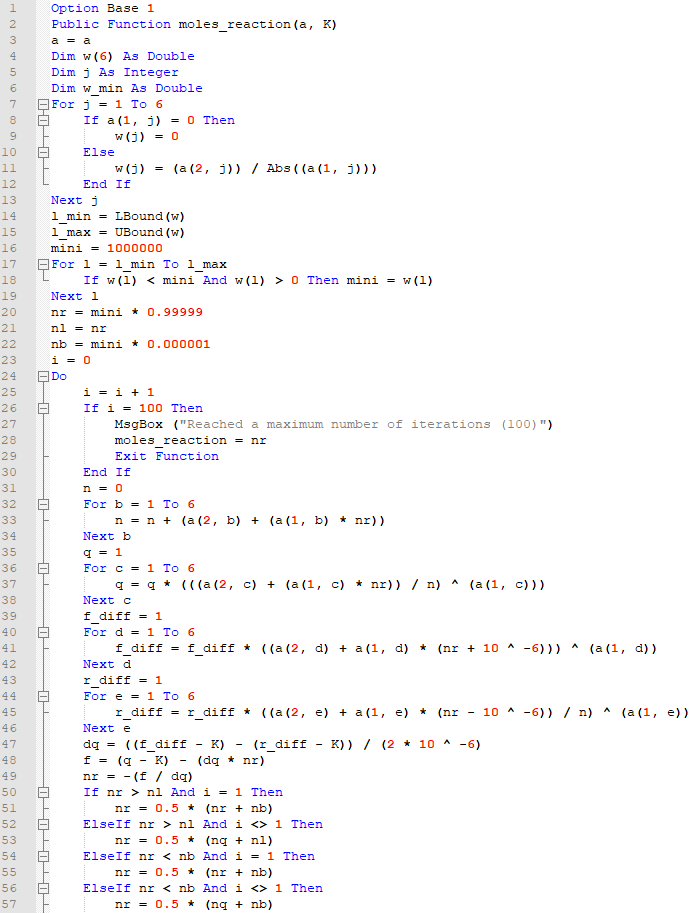 1 Option Base 1
2 Public Function moles_reaction(a, K)
3 a = a
4 Dim w(6) As Double
5 Dim j As Integer
6 Dim w_min As Double
7 For j = 1 To 6
8 If a(1, j) = 0 Then
9 w(j) = 0
10 Else
11 w(j) = (a(2, j)) / Abs((a(1, j)))
12 End If
13 Next j
14 l_min = LBound(w)
15 l_max = UBound(w)
16 mini = 1000000
17 For l = l_min To l_max
18 If w(l) < mini And w(l) > 0 Then mini = w(l)
19 Next l
20 nr = mini * 0.99999
21 nl = nr
22 nb = mini * 0.000001
23 i = 0
24 Do
25 i = i + 1
26 If i = 100 Then
27 MsgBox ("Reached a maximum number of iterations (100)")
28 moles_reaction = nr
29 Exit Function
30 End If
31 n = 0
32 For b = 1 To 6
33 n = n + (a(2, b) + (a(1, b) * nr))
34 Next b
35 q = 1
36 For c = 1 To 6
37 q = q * (((a(2, c) + (a(1, c) * nr)) / n) ^ (a(1, c)))
38 Next c
39 f_diff = 1
40 For d = 1 To 6
41 f_diff = f_diff * ((a(2, d) + a(1, d) * (nr + 10 ^ -6))) ^ (a(1, d))
42 Next d
43 r_diff = 1
44 For e = 1 To 6
45 r_diff = r_diff * ((a(2, e) + a(1, e) * (nr - 10 ^ -6)) / n) ^ (a(1, e))
46 Next e
47 dq = ((f_diff - K) - (r_diff - K)) / (2 * 10 ^ -6)
48 f = (q - K) - (dq * nr)
49 nr = -(f / dq)
50 If nr > nl And i = 1 Then
51 nr = 0.5 * (nr + nb)
52 ElseIf nr > nl And i <> 1 Then
53 nr = 0.5 * (nq + nl)
54 ElseIf nr < nb And i = 1 Then
55 nr = 0.5 * (nr + nb)
56 ElseIf nr < nb And i <> 1 Then
57 nr = 0.5 * (nq + nb)